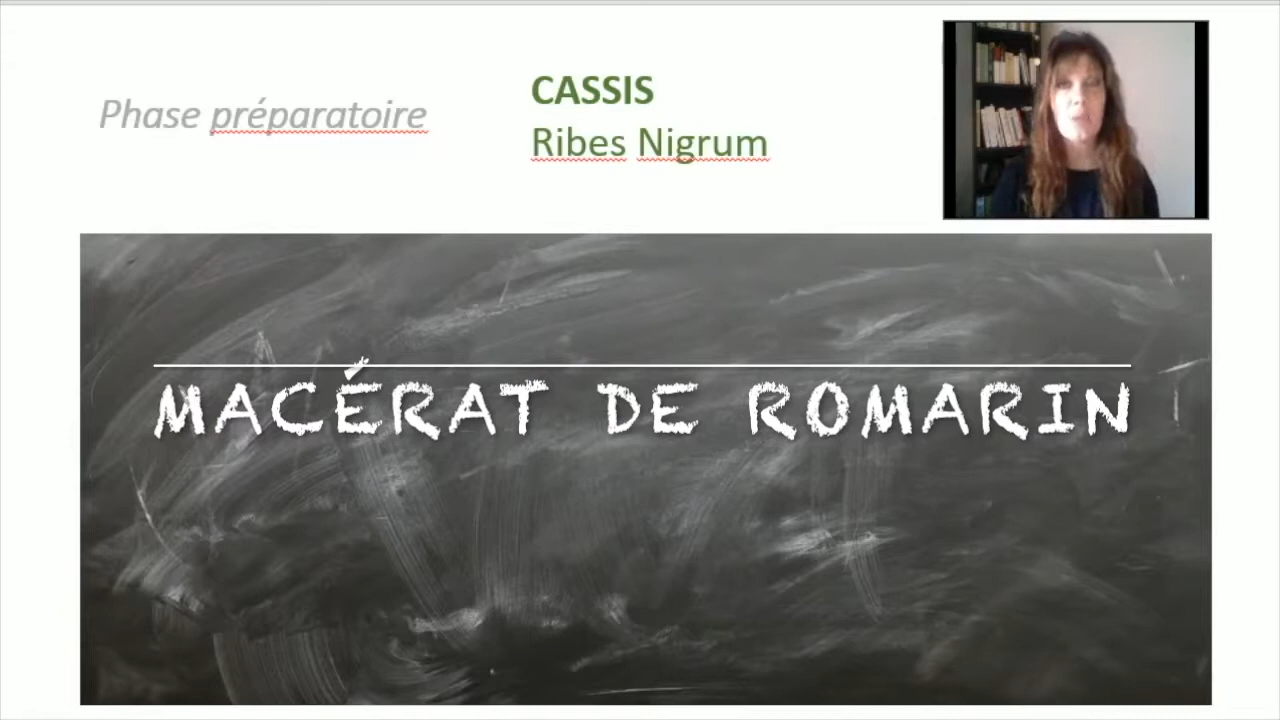 Phase préparatoire
CASSIS
Ribes Nigrum
MACÉRAT DE ROMARIN